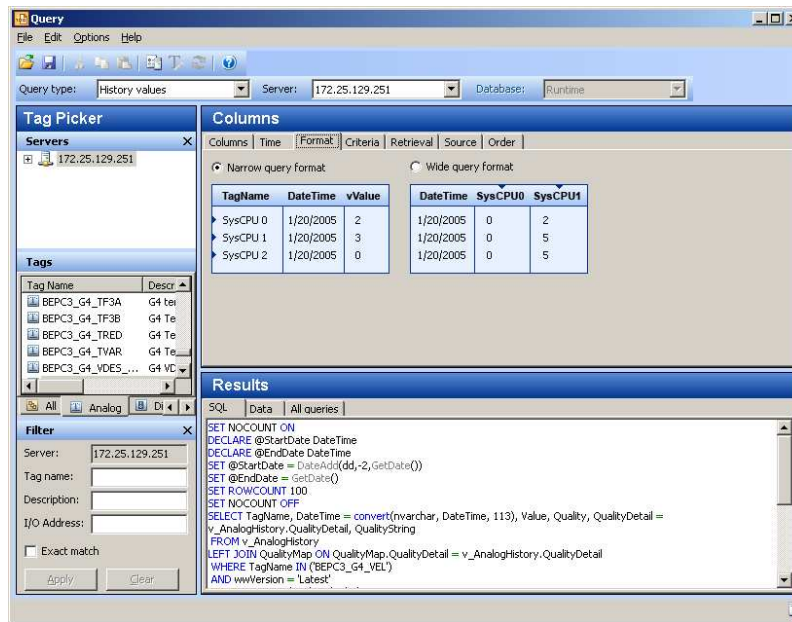 Query
File Edit Options Help
Query type: History values Server: 172.25.129.251 Database: Runtime
Tag Picker
Servers
172.25.129.251
Tags
Tag Name Descr
BEPC3_G4_TF3A G4 ter
BEPC3_G4_TF3B G4 Te
BEPC3_G4_TRED G4 Te
BEPC3_G4_TVAR G4 Te
BEPC3_G4_VDES_... G4 VD
All Analog Di
Filter
Server: 172.25.129.251
Tag name:
Description:
I/O Address:
Exact match
Apply Clear
Columns
Columns Time Format Criteria Retrieval Source Order
Narrow query format Wide query format
TagName DateTime vValue
SysCPU 0 1/20/2005 2
SysCPU 1 1/20/2005 3
SysCPU 2 1/20/2005 0
DateTime SysCPU0 SysCPU1
1/20/2005 0 2
1/20/2005 0 5
1/20/2005 0 5
Results
SQL Data All queries
SET NOCOUNT ON
DECLARE @StartDate DateTime
DECLARE @EndDate DateTime
SET @StartDate = DateAdd(dd,-2,GetDate())
SET @EndDate = GetDate()
SET ROWCOUNT 100
SET NOCOUNT OFF
SELECT TagName, DateTime = convert(nvarchar, DateTime, 113), Value, Quality, QualityDetail =
v_AnalogHistory.QualityDetail, QualityString
FROM v_AnalogHistory
LEFT JOIN QualityMap ON QualityMap.QualityDetail = v_AnalogHistory.QualityDetail
WHERE TagName IN ('BEPC3_G4_VEL')
AND wwVersion = 'Latest'